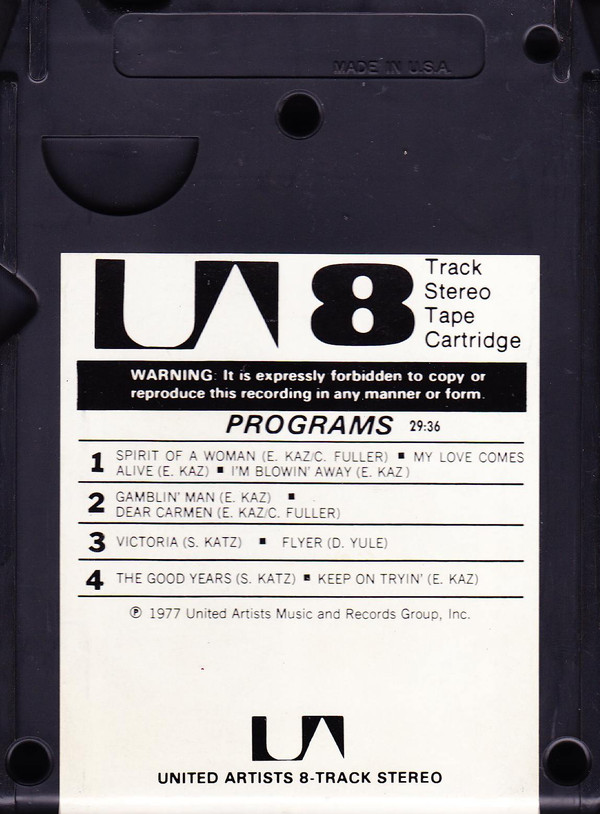 MADE IN U.S.A.
UA 8
Track
Stereo
Tape
Cartridge
WARNING: It is expressly forbidden to copy or
reproduce this recording in any manner or form.
PROGRAMS 29:36
1 SPIRIT OF A WOMAN (E. KAZ/C. FULLER) ■ MY LOVE COMES
ALIVE (E. KAZ) ■ I'M BLOWIN' AWAY (E. KAZ)
2 GAMBLIN' MAN (E. KAZ) ■
DEAR CARMEN (E. KAZ/C. FULLER)
3 VICTORIA (S. KATZ) ■ FLYER (D. YULE)
4 THE GOOD YEARS (S. KATZ) ■ KEEP ON TRYIN' (E. KAZ)
℗ 1977 United Artists Music and Records Group, Inc.
UA
UNITED ARTISTS 8-TRACK STEREO